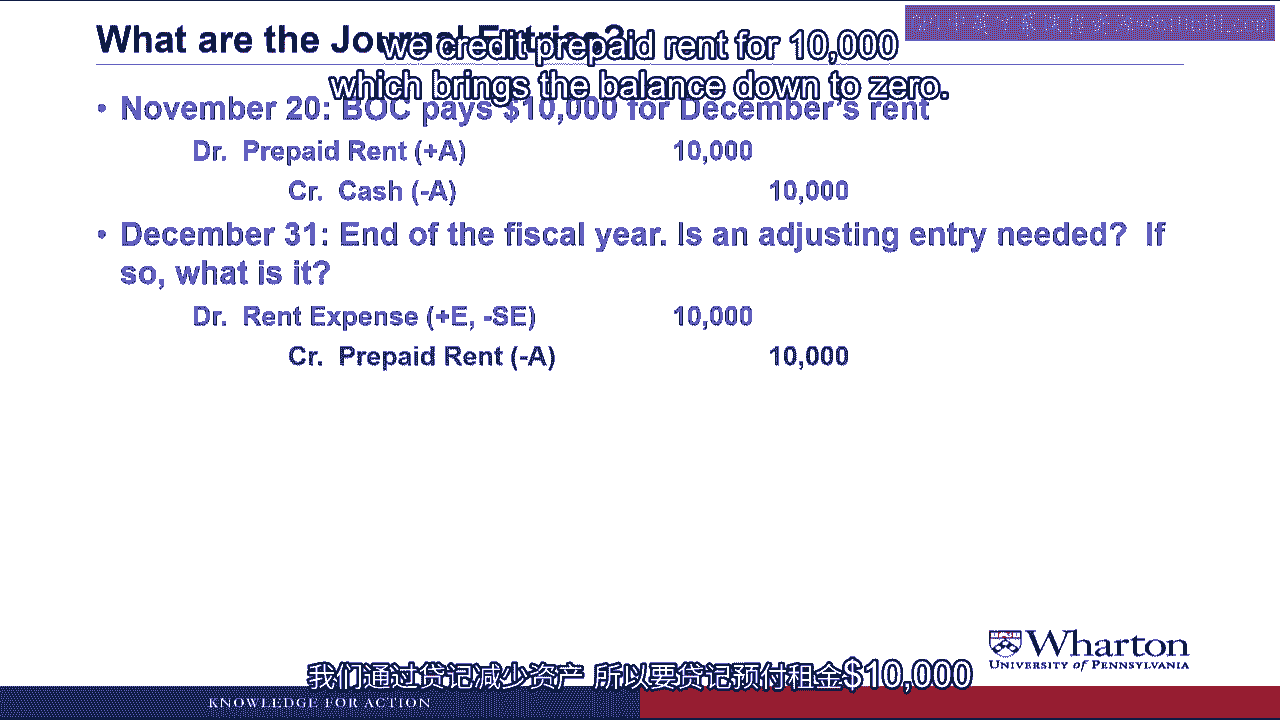 What are the Journal Entries?
we credit prepaid rent for 10,000
which brings the balance down to zero.
• November 20: BOC pays $10,000 for December's rent
Dr. Prepaid Rent (+A) 10,000
Cr. Cash (-A) 10,000
• December 31: End of the fiscal year. Is an adjusting entry needed? If
so, what is it?
Dr. Rent Expense (+E, -SE) 10,000
Cr. Prepaid Rent (-A) 10,000
Wharton
UNIVERSITY of PENNSYLVANIA
我们通过贷记减少资产 所以要贷记预付租金$10,000
KNOWLEDGE FOR ACTION